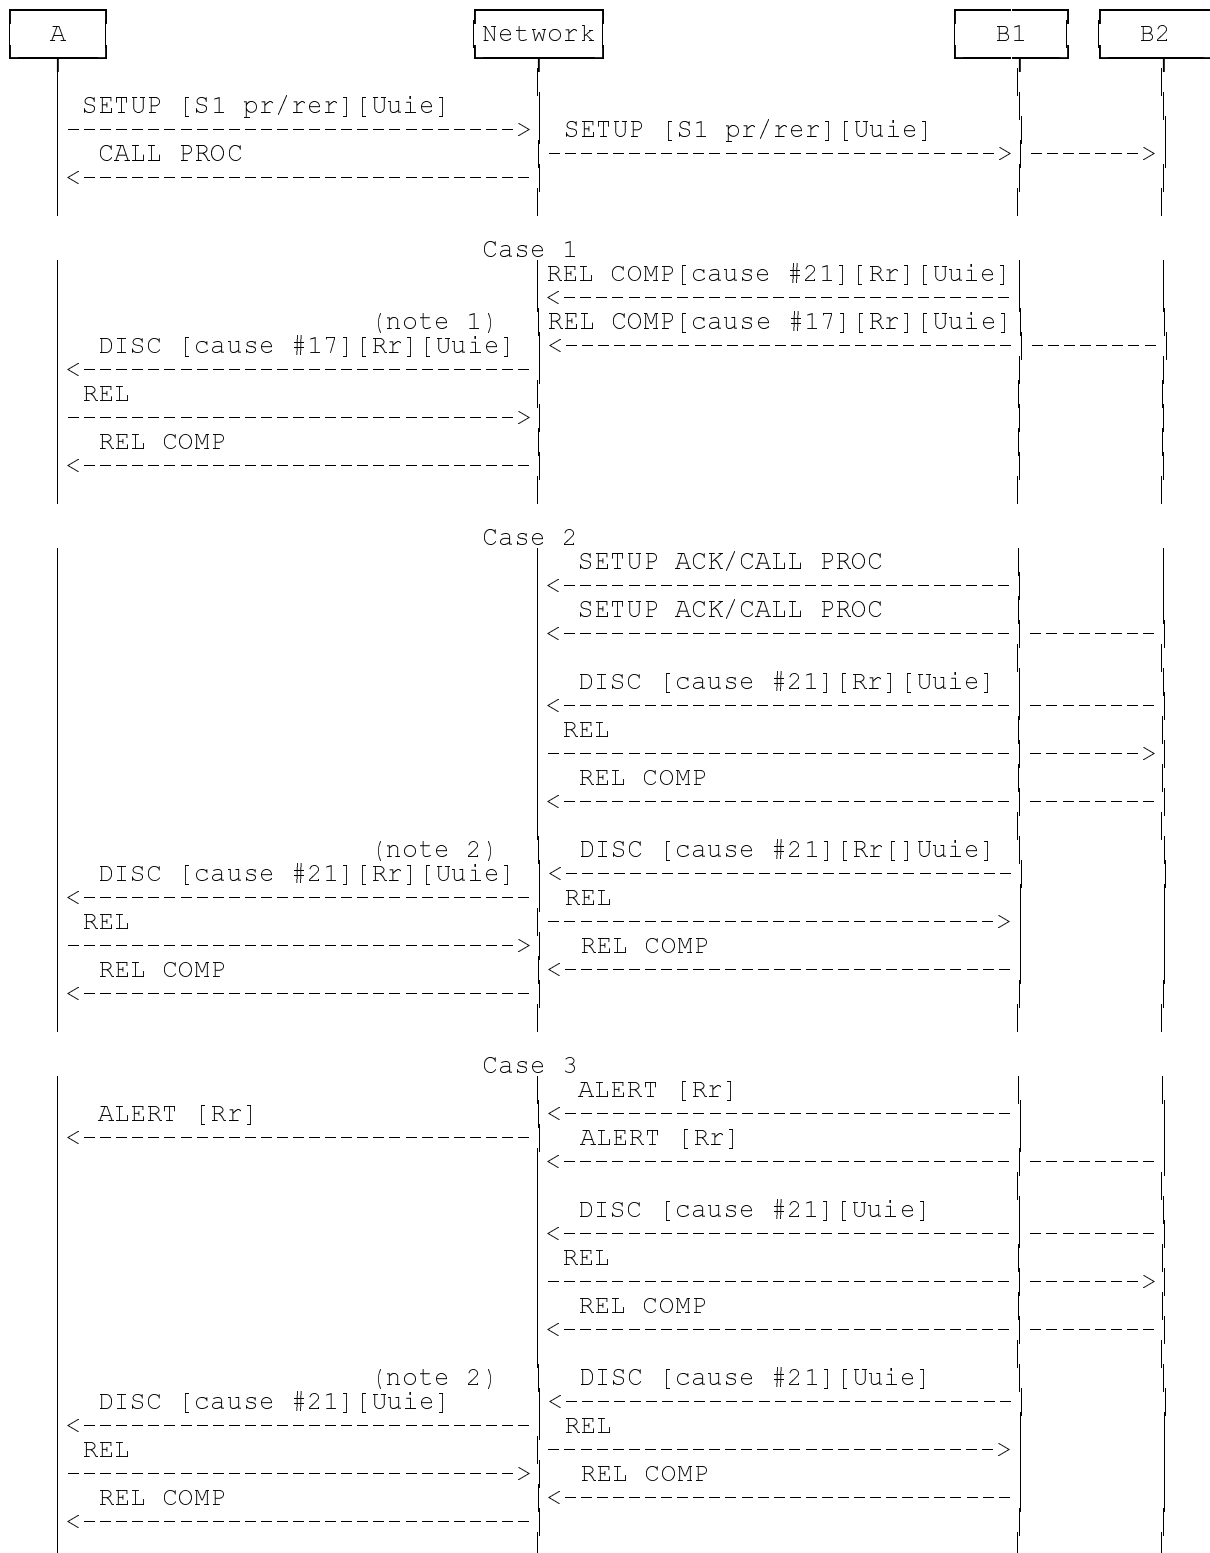 A Network B1 B2
SETUP [S1 pr/rer][Uuie]
SETUP [S1 pr/rer][Uuie]
CALL PROC
Case 1
REL COMP[cause #21][Rr][Uuie]
(note 1) REL COMP[cause #17][Rr][Uuie]
DISC [cause #17][Rr][Uuie]
REL
REL COMP
Case 2
SETUP ACK/CALL PROC
SETUP ACK/CALL PROC
DISC [cause #21][Rr][Uuie]
REL
REL COMP
(note 2) DISC [cause #21][Rr[]Uuie]
DISC [cause #21][Rr][Uuie]
REL
REL
REL COMP
REL COMP
Case 3
ALERT [Rr]
ALERT [Rr]
ALERT [Rr]
DISC [cause #21][Uuie]
REL
REL COMP
(note 2) DISC [cause #21][Uuie]
DISC [cause #21][Uuie]
REL
REL
REL COMP
REL COMP